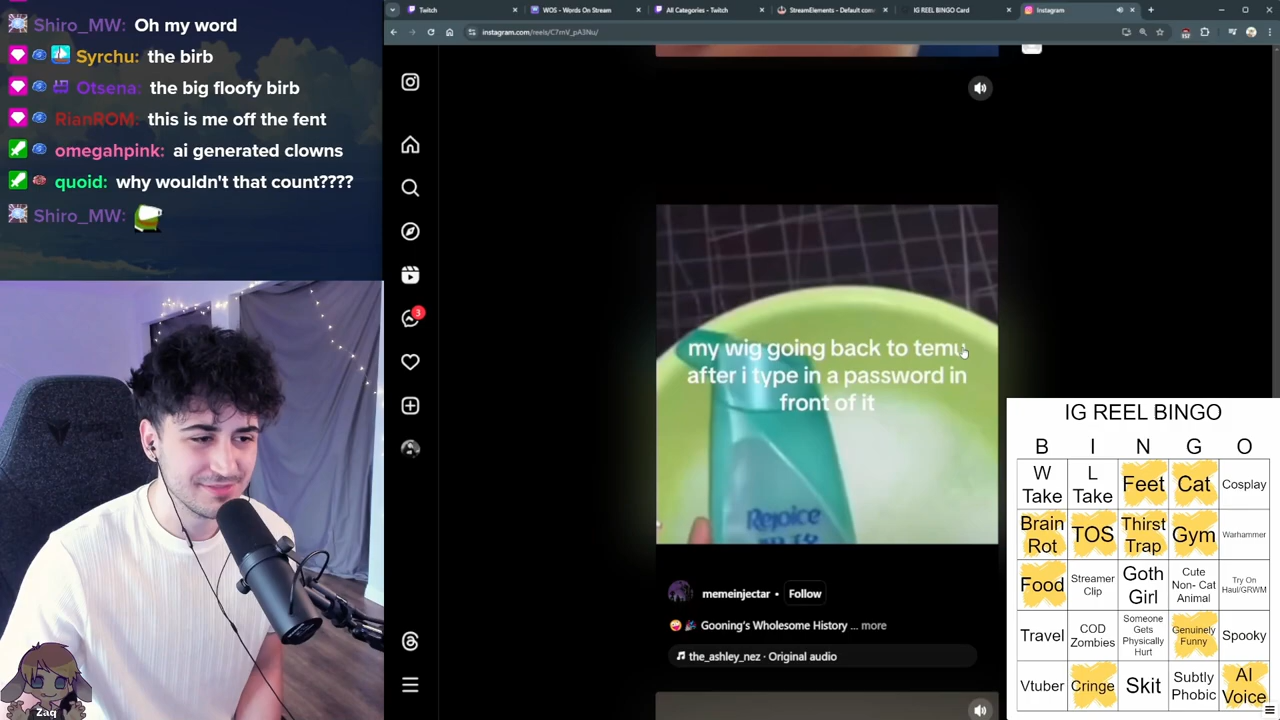 Shiro_MW: Oh my word
Syrchu: the birb
Otsena: the big floofy birb
RianROM: this is me off the fent
omegahpink: ai generated clowns
quoid: why wouldn't that count????
Shiro_MW:
Zaq
Twitch
WOS - Words On Stream
All Categories - Twitch
StreamElements - Default comm
IG REEL BINGO Card
Instagram
instagram.com/reels/C7mV_pA3Nu/
3
my wig going back to temu
after i type in a password in
front of it
Rejoice
memeinjectar • Follow
Gooning's Wholesome History ... more
the_ashley_nez · Original audio
IG REEL BINGO
B I N G O
W Take
L Take
Feet
Cat
Cosplay
Brain Rot
TOS
Thirst Trap
Gym
Warhammer
Food
Streamer Clip
Goth Girl
Cute Non- Cat Animal
Try On Haul/GRWM
Travel
COD Zombies
Someone Gets Physically Hurt
Genuinely Funny
Spooky
Vtuber
Cringe
Skit
Subtly Phobic
AI Voice